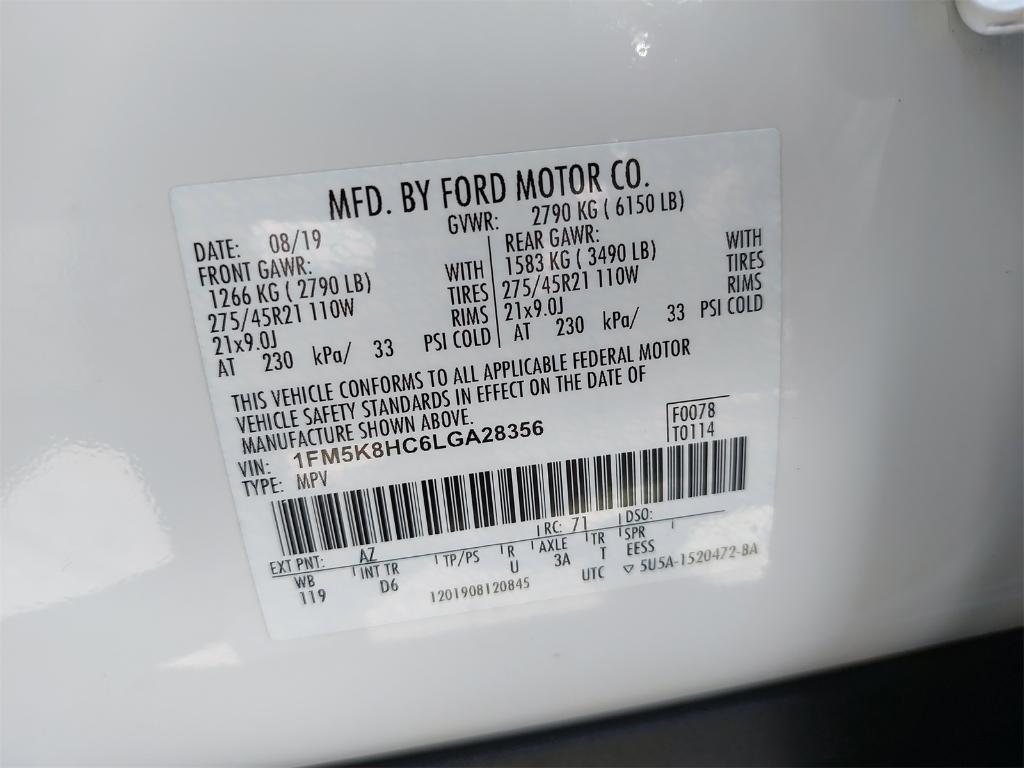 MFD. BY FORD MOTOR CO.
DATE: 08/19 GVWR: 2790 KG ( 6150 LB)
FRONT GAWR: REAR GAWR:
1266 KG ( 2790 LB) WITH 1583 KG ( 3490 LB) WITH
275/45R21 110W TIRES 275/45R21 110W TIRES
21x9.0J RIMS 21x9.0J RIMS
AT 230 kPa/ 33 PSI COLD AT 230 kPa/ 33 PSI COLD
THIS VEHICLE CONFORMS TO ALL APPLICABLE FEDERAL MOTOR
VEHICLE SAFETY STANDARDS IN EFFECT ON THE DATE OF
MANUFACTURE SHOWN ABOVE.
VIN: 1FM5K8HC6LGA28356 F0078
TYPE: MPV T0114
EXT PNT: AZ RC: 71 DSO:
WB INT TR TP/PS R AXLE TR SPR
119 D6 U 3A T EESS
1201908120845 UTC ▽ 5U5A-1520472-BA